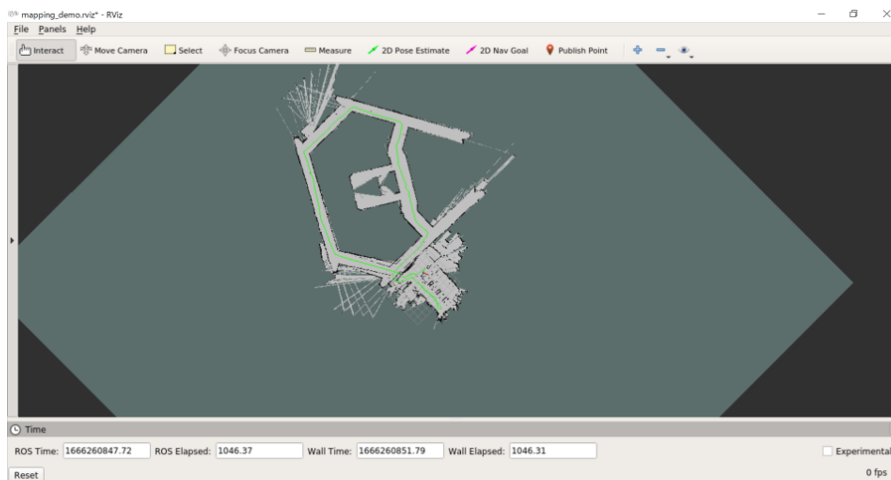 mapping_demo.rviz* - RViz
File Panels Help
Interact Move Camera Select Focus Camera Measure 2D Pose Estimate 2D Nav Goal Publish Point
Time
ROS Time: 1666260847.72 ROS Elapsed: 1046.37 Wall Time: 1666260851.79 Wall Elapsed: 1046.31 Experimental
Reset 0 fps